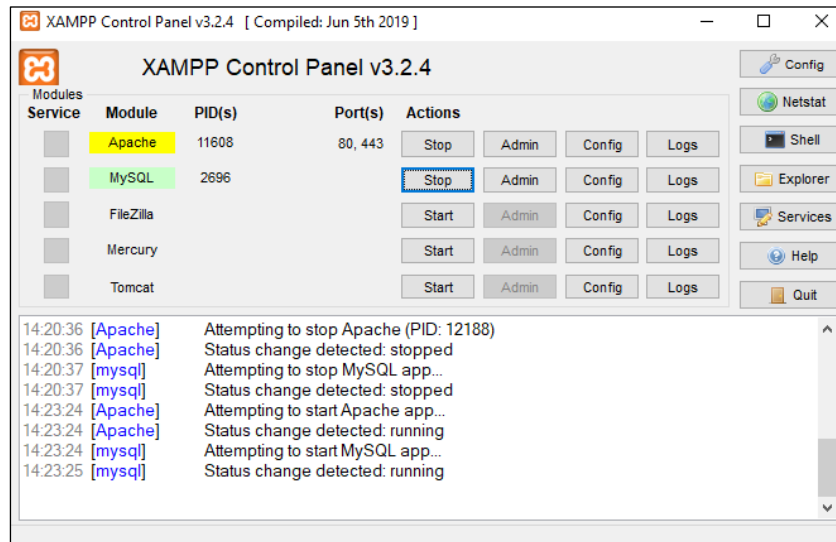 XAMPP Control Panel v3.2.4 [ Compiled: Jun 5th 2019 ]
XAMPP Control Panel v3.2.4
Config
Modules
Service Module PID(s) Port(s) Actions
Netstat
Apache 11608 80, 443 Stop Admin Config Logs
Shell
MySQL 2696 Stop Admin Config Logs
Explorer
FileZilla Start Admin Config Logs
Services
Mercury Start Admin Config Logs
Help
Tomcat Start Admin Config Logs
Quit
14:20:36 [Apache] Attempting to stop Apache (PID: 12188)
14:20:36 [Apache] Status change detected: stopped
14:20:37 [mysql] Attempting to stop MySQL app...
14:20:37 [mysql] Status change detected: stopped
14:23:24 [Apache] Attempting to start Apache app...
14:23:24 [Apache] Status change detected: running
14:23:24 [mysql] Attempting to start MySQL app...
14:23:25 [mysql] Status change detected: running